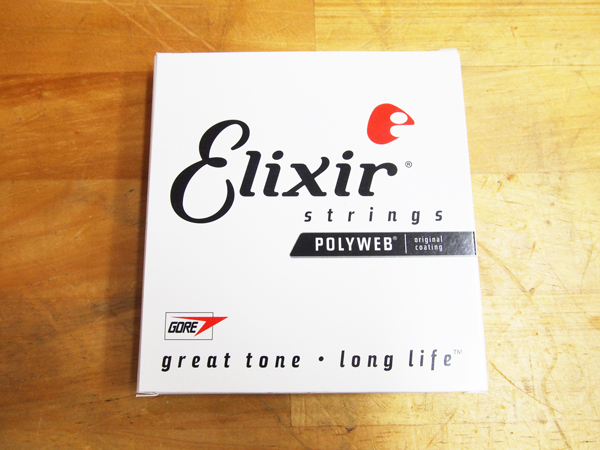 Elixir®
strings
POLYWEB® | original
coating
GORE
great tone · long life™